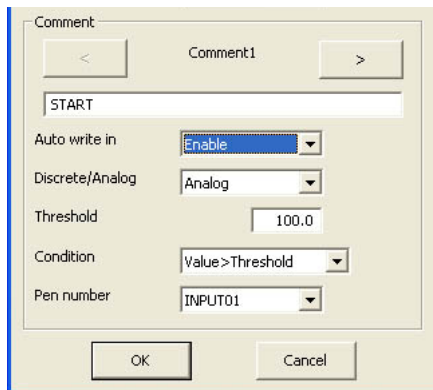 Comment
< Comment1 >
START
Auto write in Enable
Discrete/Analog Analog
Threshold 100.0
Condition Value>Threshold
Pen number INPUT01
OK Cancel